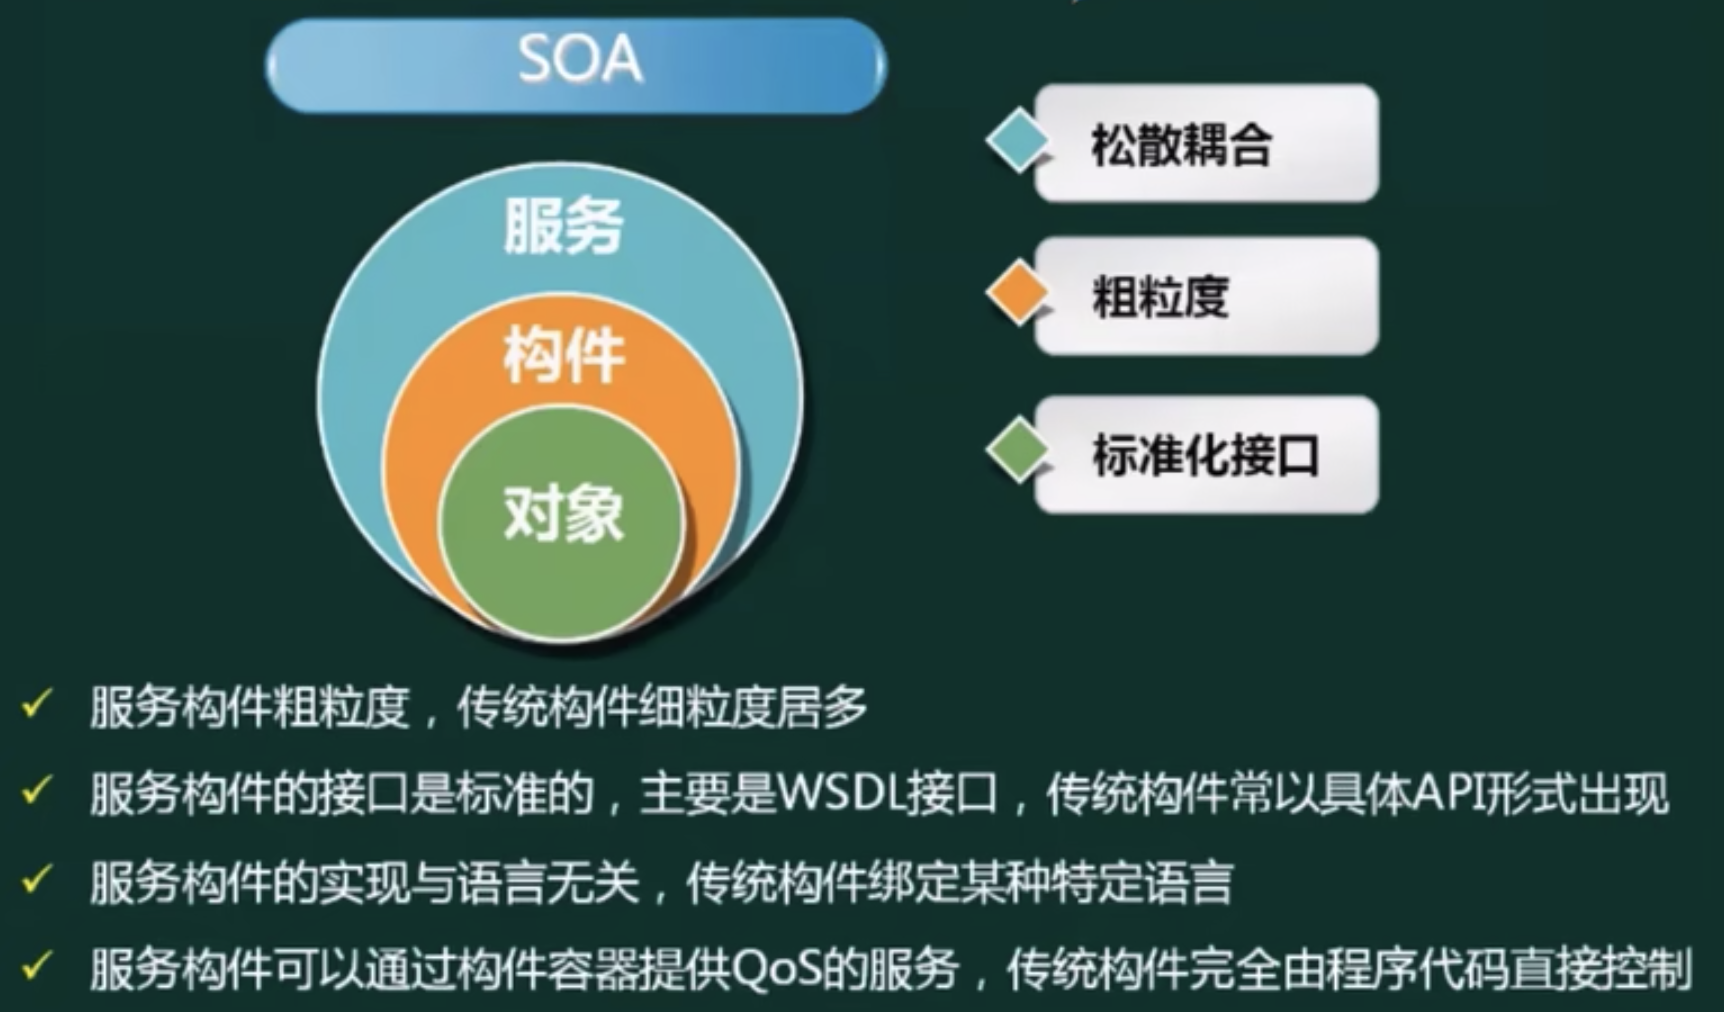 SOA
服务
构件
对象
松散耦合
粗粒度
标准化接口
✓ 服务构件粗粒度，传统构件细粒度居多
✓ 服务构件的接口是标准的，主要是WSDL接口，传统构件常以具体API形式出现
✓ 服务构件的实现与语言无关，传统构件绑定某种特定语言
✓ 服务构件可以通过构件容器提供QoS的服务，传统构件完全由程序代码直接控制